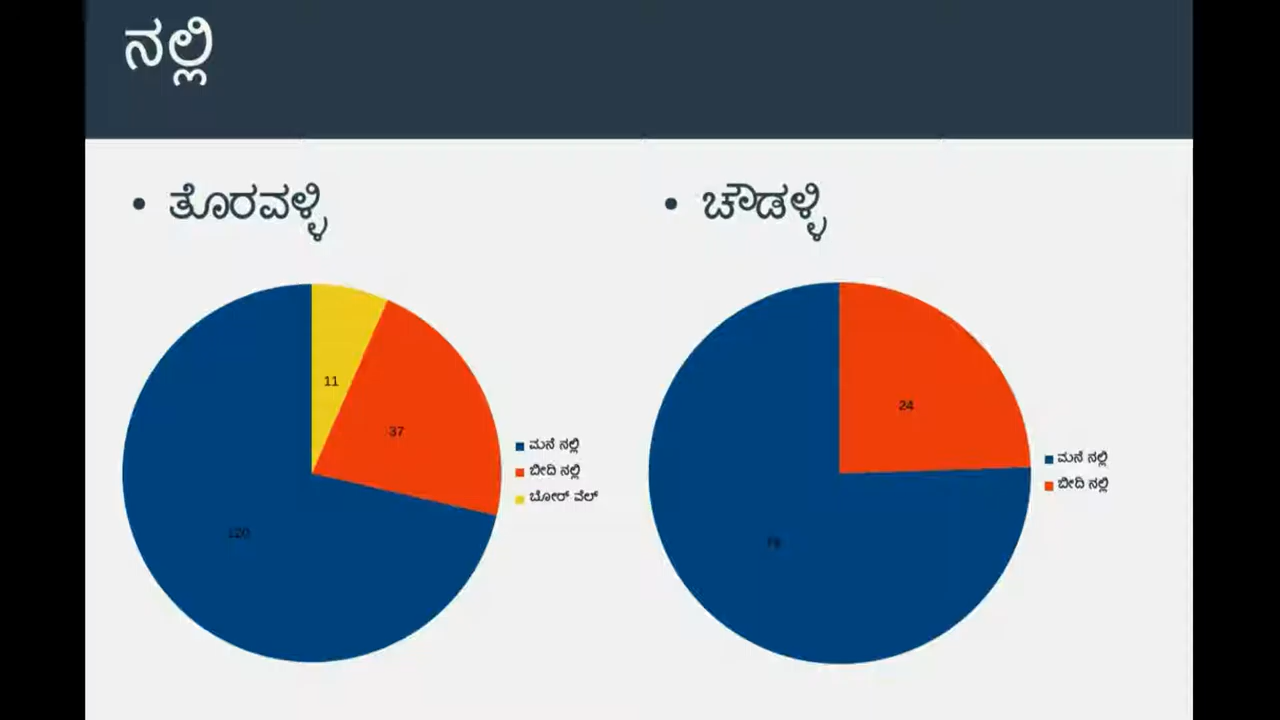 ನಲ್ಲಿ
• ತೊರವಳ್ಳಿ
• ಚೌಡಳ್ಳಿ
11
37
120
ಮನೆ ನಲ್ಲಿ
ಬೀದಿ ನಲ್ಲಿ
ಬೋರ್ ವೆಲ್
24
ಮನೆ ನಲ್ಲಿ
ಬೀದಿ ನಲ್ಲಿ